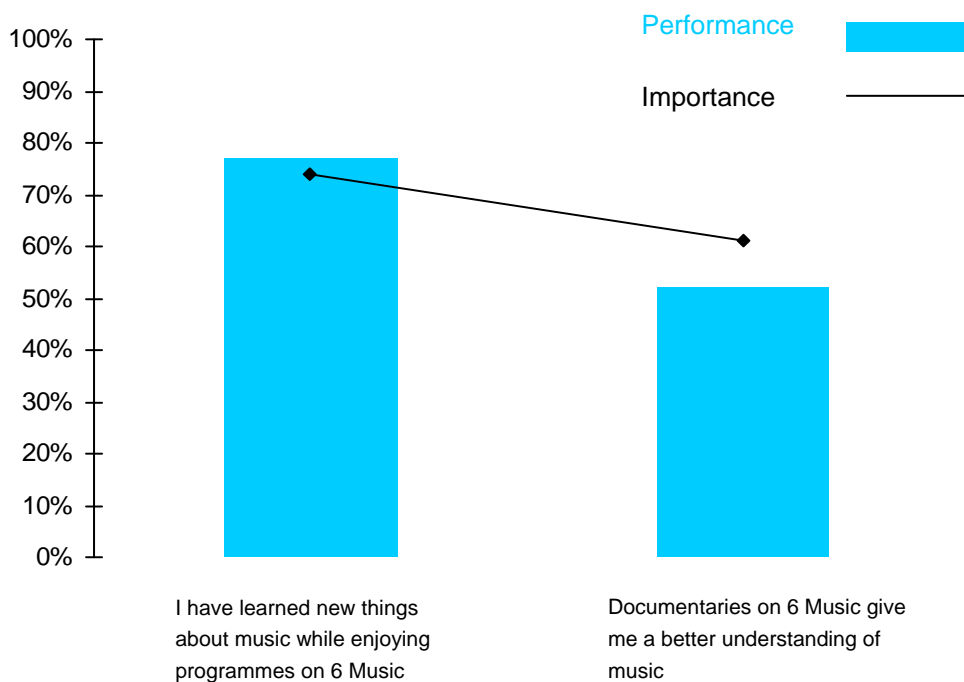 Performance
Importance
100%
90%
80%
70%
60%
50%
40%
30%
20%
10%
0%
I have learned new things
about music while enjoying
programmes on 6 Music
Documentaries on 6 Music give
me a better understanding of
music